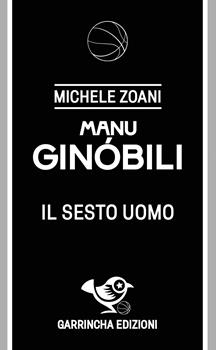 MICHELE ZOANI
MANU
GINÓBILI
IL SESTO UOMO
GARRINCHA EDIZIONI